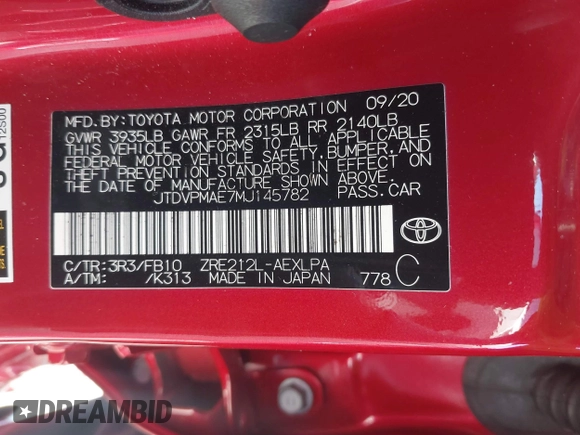 MFD. BY: TOYOTA MOTOR CORPORATION 09/20
GVWR 3935LB GAWR FR 2315LB RR 2140LB
THIS VEHICLE CONFORMS TO ALL APPLICABLE
FEDERAL MOTOR VEHICLE SAFETY, BUMPER, AND
THEFT PREVENTION STANDARDS IN EFFECT ON
THE DATE OF MANUFACTURE SHOWN ABOVE.
JTDVPMAE7MJ145782 PASS. CAR
C/TR: 3R3/FB10 ZRE212L-AEXLPA
A/TM: /K313 MADE IN JAPAN 778 C
TOYOTA
DREAMBID